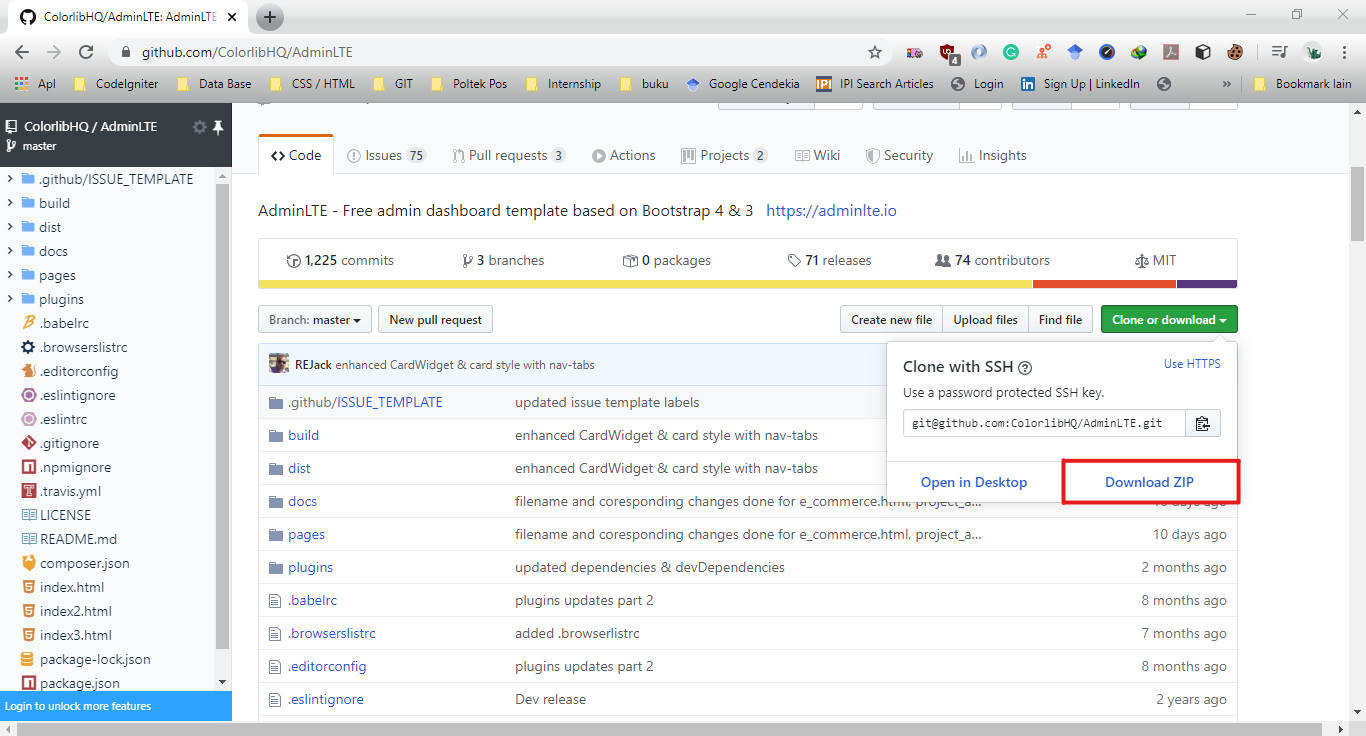 ColorlibHQ/AdminLTE: AdminLTE
github.com/ColorlibHQ/AdminLTE
4
Apl CodeIgniter Data Base CSS / HTML GIT Poltek Pos Internship buku Google Cendekia IPI Search Articles Login Sign Up | LinkedIn » Bookmark lain
ColorlibHQ / AdminLTE
master
.github/ISSUE_TEMPLATE
build
dist
docs
pages
plugins
.babelrc
.browserslistrc
.editorconfig
.eslintignore
.eslintrc
.gitignore
.npmignore
.travis.yml
LICENSE
README.md
composer.json
index.html
index2.html
index3.html
package-lock.json
package.json
Login to unlock more features
Code Issues 75 Pull requests 3 Actions Projects 2 Wiki Security Insights
AdminLTE - Free admin dashboard template based on Bootstrap 4 & 3 https://adminlte.io
1,225 commits 3 branches 0 packages 71 releases 74 contributors MIT
Branch: master New pull request Create new file Upload files Find file Clone or download
REJack enhanced CardWidget & card style with nav-tabs
Clone with SSH Use HTTPS
Use a password protected SSH key.
git@github.com:ColorlibHQ/AdminLTE.git
Open in Desktop Download ZIP
.github/ISSUE_TEMPLATE updated issue template labels
build enhanced CardWidget & card style with nav-tabs
dist enhanced CardWidget & card style with nav-tabs
docs filename and coresponding changes done for e_commerce.html, project_a... 10 days ago
pages filename and coresponding changes done for e_commerce.html, project_a... 10 days ago
plugins updated dependencies & devDependencies 2 months ago
.babelrc plugins updates part 2 8 months ago
.browserslistrc added .browserlistrc 7 months ago
.editorconfig plugins updates part 2 8 months ago
.eslintignore Dev release 2 years ago